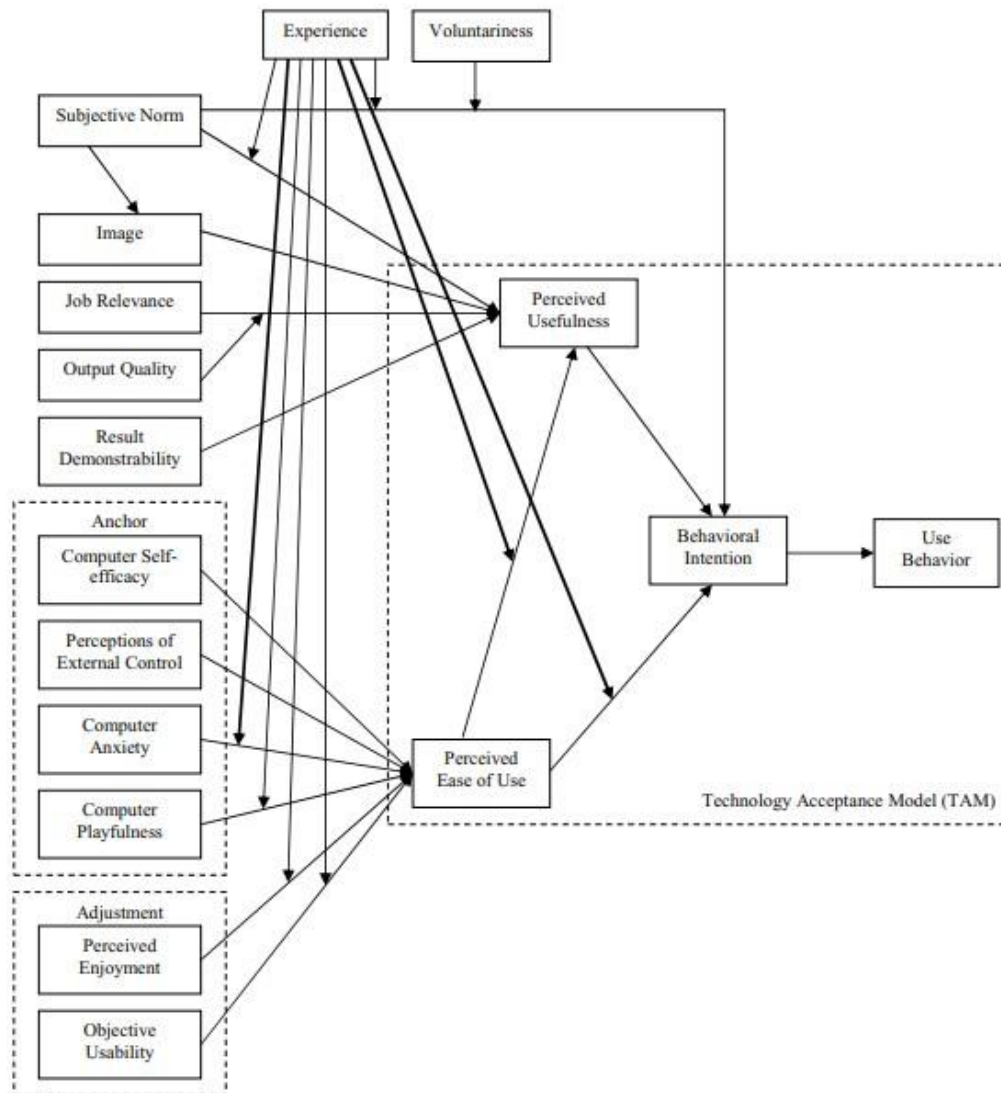 Experience
Voluntariness
Subjective Norm
Image
Job Relevance
Output Quality
Result
Demonstrability
Perceived
Usefulness
Anchor
Computer Self-
efficacy
Perceptions of
External Control
Computer
Anxiety
Computer
Playfulness
Behavioral
Intention
Use
Behavior
Perceived
Ease of Use
Technology Acceptance Model (TAM)
Adjustment
Perceived
Enjoyment
Objective
Usability